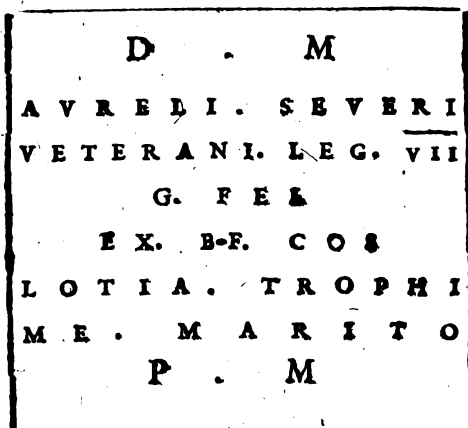 D . M
AVRELI . SEVERI
VETERANI. LEG. VII
G. FEL
EX. B-F. COS
LOTIA. TROPHI
ME . MARITO
P . M